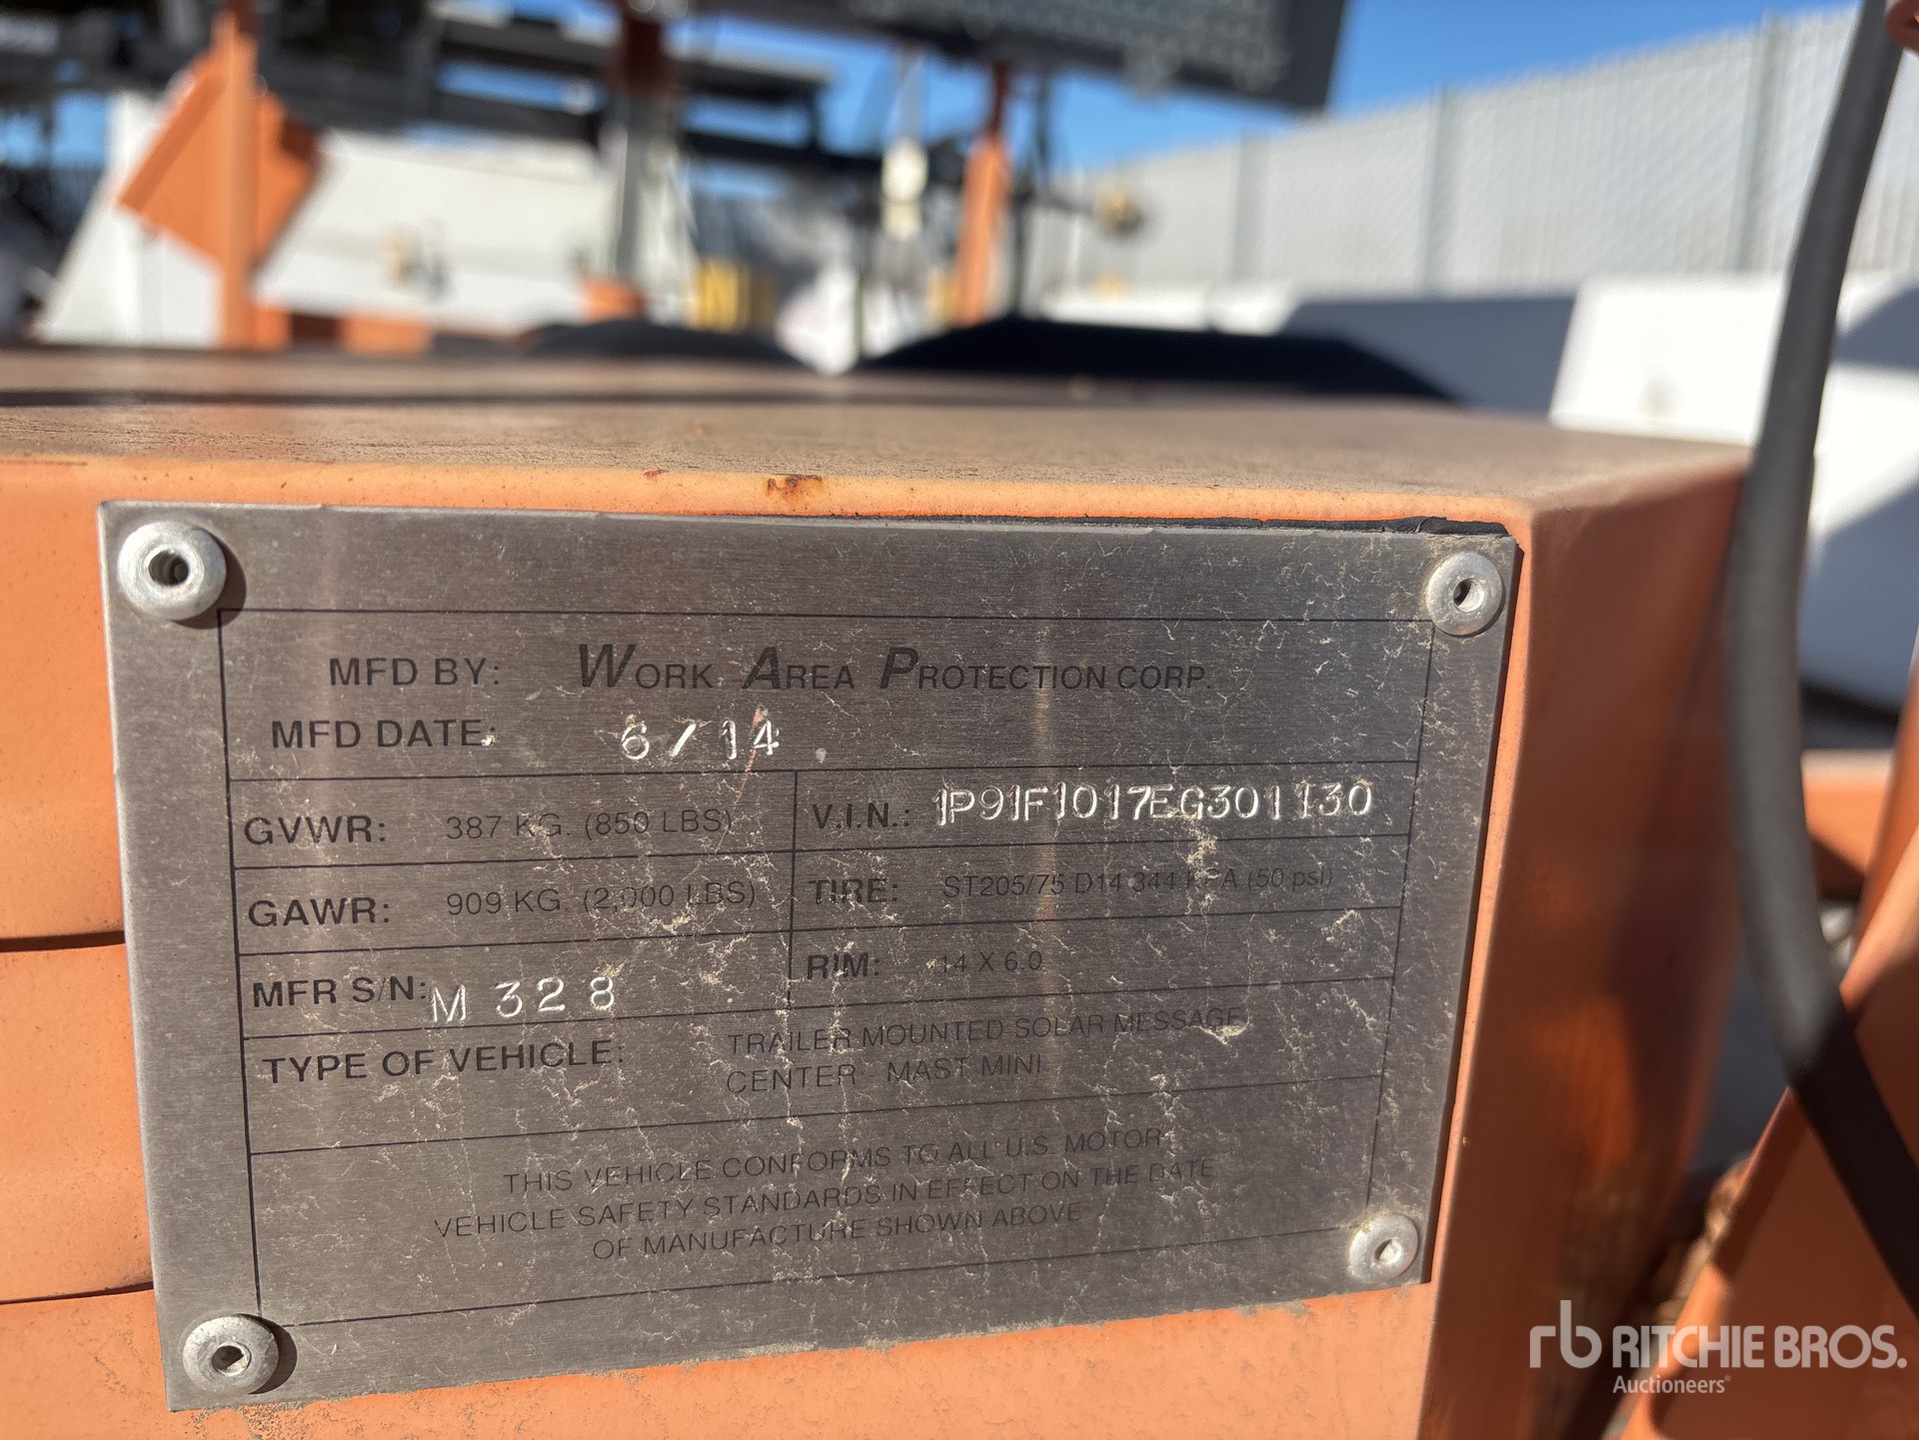 MFD BY: WORK AREA PROTECTION CORP.
MFD DATE: 6/14
GVWR: 387 KG. (850 LBS)
V.I.N.: 1P91F1017EG301130
GAWR: 909 KG. (2,000 LBS)
TIRE: ST205/75 D14 344 KPA (50 psi)
MFR S/N: M 328
RIM: 14 X 6.0
TYPE OF VEHICLE: TRAILER MOUNTED SOLAR MESSAGE
CENTER - MAST MINI
THIS VEHICLE CONFORMS TO ALL U.S. MOTOR
VEHICLE SAFETY STANDARDS IN EFFECT ON THE DATE
OF MANUFACTURE SHOWN ABOVE
rb RITCHIE BROS.
Auctioneers